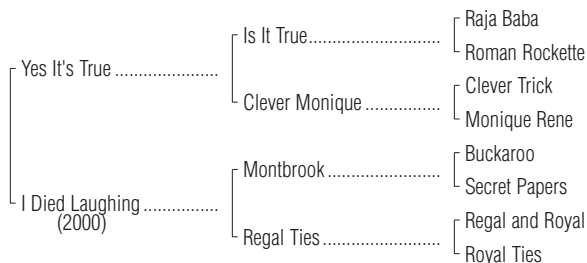 Yes It's True ......................
Is It True............................
Raja Baba
Roman Rockette
Clever Monique ................
Clever Trick
Monique Rene
I Died Laughing ................
(2000)
Montbrook ........................
Buckaroo
Secret Papers
Regal Ties .........................
Regal and Royal
Royal Ties